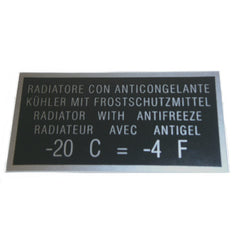 RADIATORE CON ANTICONGELANTE
KÜHLER MIT FROSTSCHUTZMITTEL
RADIATOR WITH ANTIFREEZE
RADIATEUR AVEC ANTIGEL
-20 C = -4 F